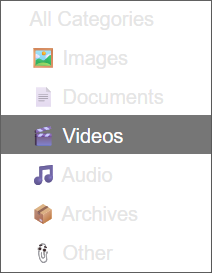 All Categories
Images
Documents
Videos
Audio
Archives
Other